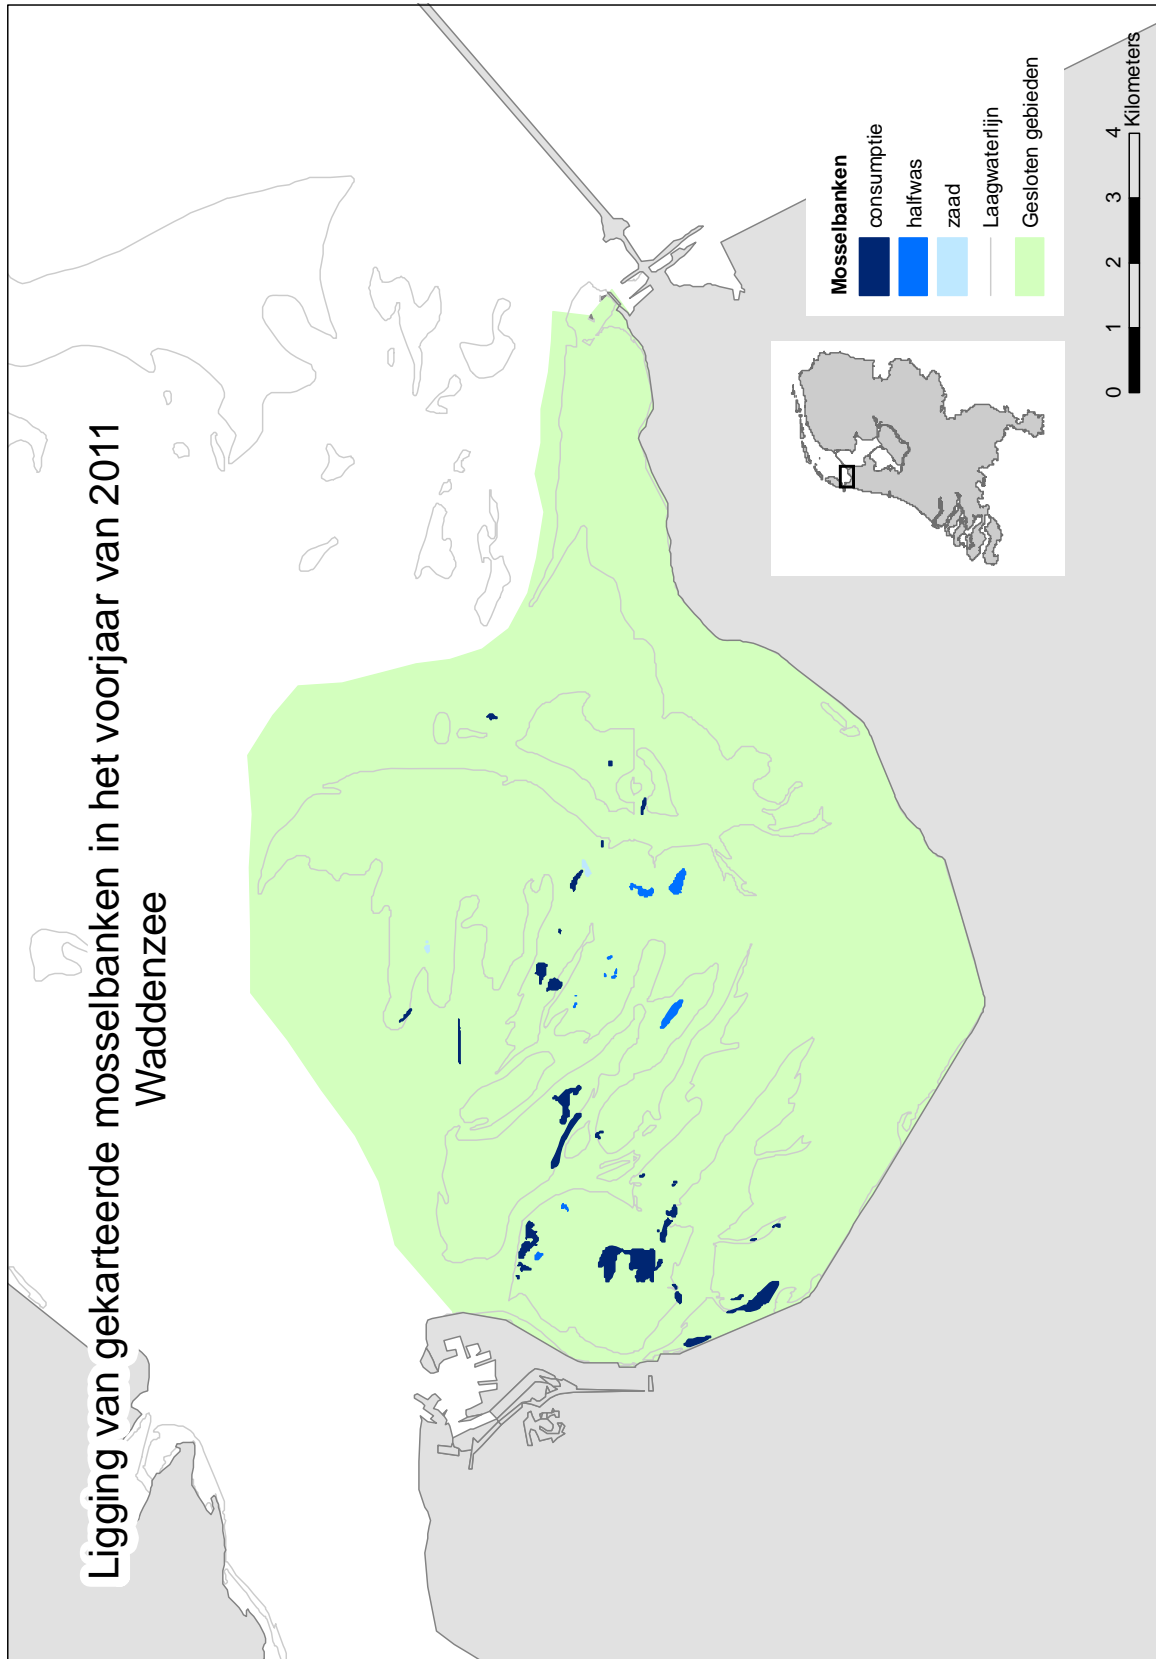 Ligging van gekarteerde mosselbanken in het voorjaar van 2011
Waddenzee
Mosselbanken
consumptie
halfwas
zaad
Laagwaterlijn
Gesloten gebieden
0 1 2 3 4
Kilometers